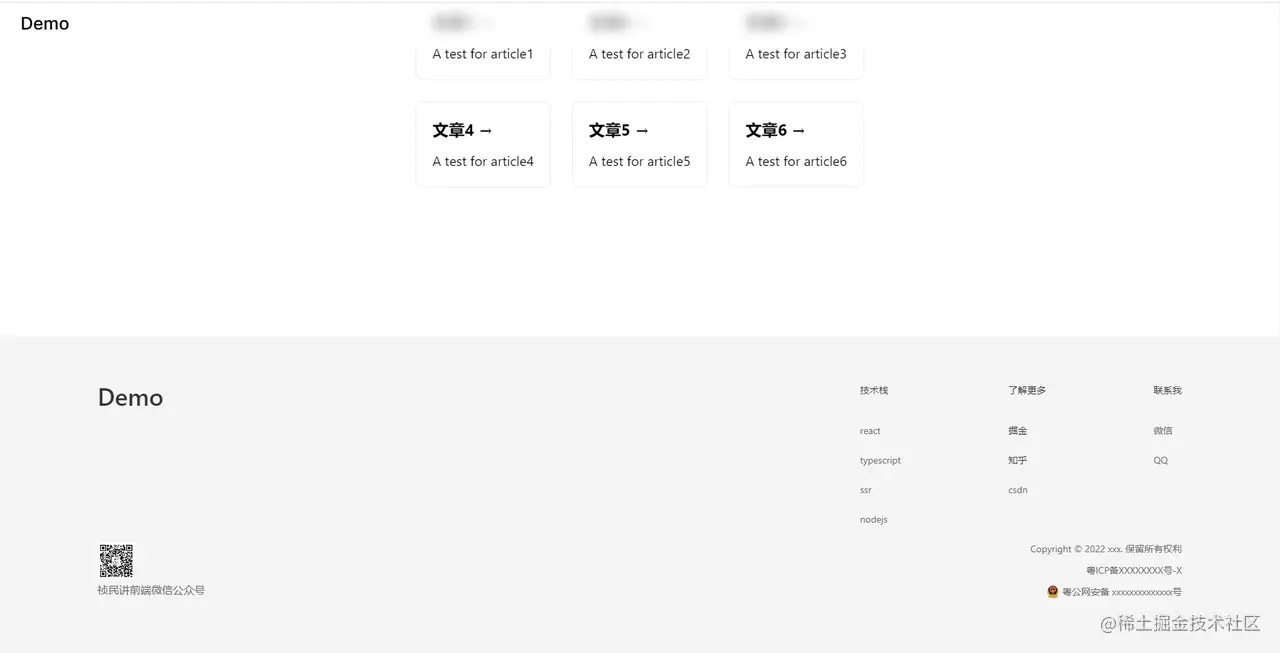 Demo
A test for article1
A test for article2
A test for article3
文章4 →
A test for article4
文章5 →
A test for article5
文章6 →
A test for article6
Demo
技术栈
react
typescript
ssr
nodejs
了解更多
掘金
知乎
csdn
联系我
微信
QQ
祯民讲前端微信公众号
Copyright © 2022 xxx. 保留所有权利
粤ICP备XXXXXXXX号-X
粤公网安备 xxxxxxxxxxxxx号
@稀土掘金技术社区